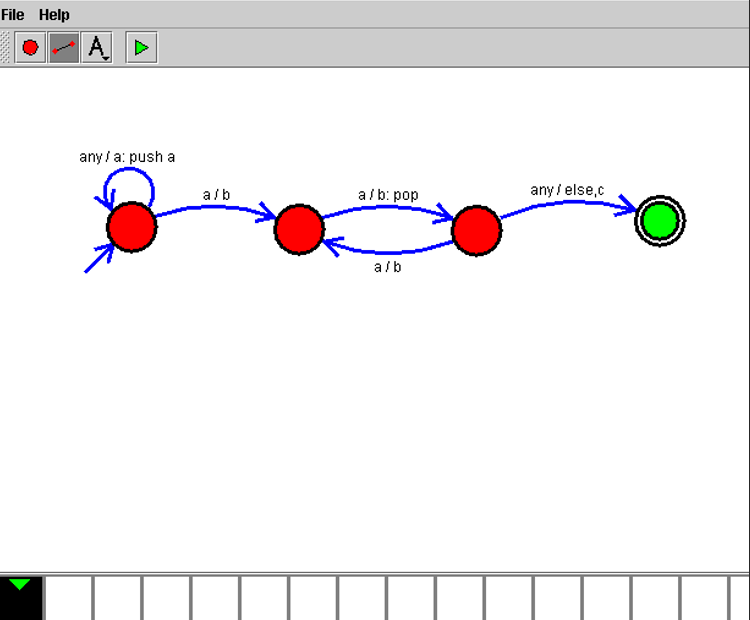 File Help
A
any / a: push a
a / b
a / b: pop
any / else,c
a / b